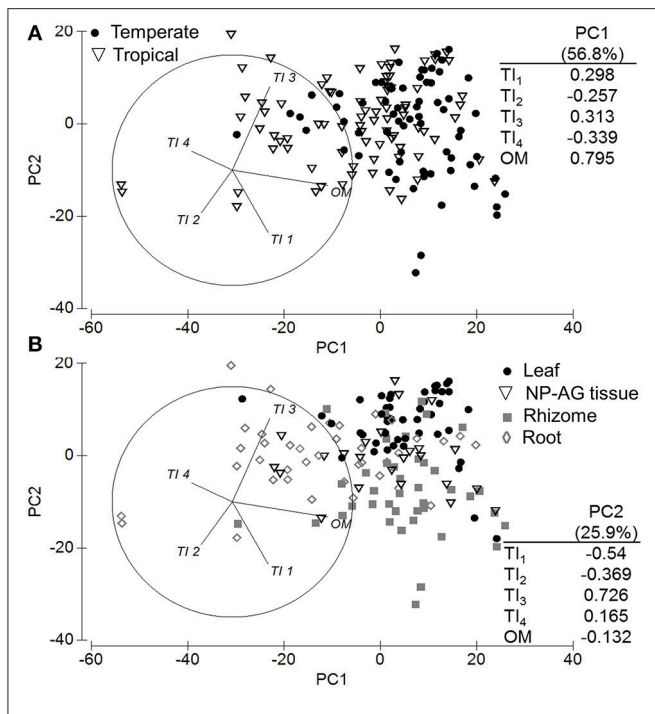 A
Temperate
Tropical
PC1
(56.8%)
TI1 0.298
TI2 -0.257
TI3 0.313
TI4 -0.339
OM 0.795
20
0
-20
-40
PC2
TI 3
TI 4
OM
TI 2
TI 1
-60 -40 -20 0 20 40
PC1
B
Leaf
NP-AG tissue
Rhizome
Root
20
0
-20
-40
PC2
TI 3
TI 4
OM
TI 2
TI 1
PC2
(25.9%)
TI1 -0.54
TI2 -0.369
TI3 0.726
TI4 0.165
OM -0.132
-60 -40 -20 0 20 40
PC1